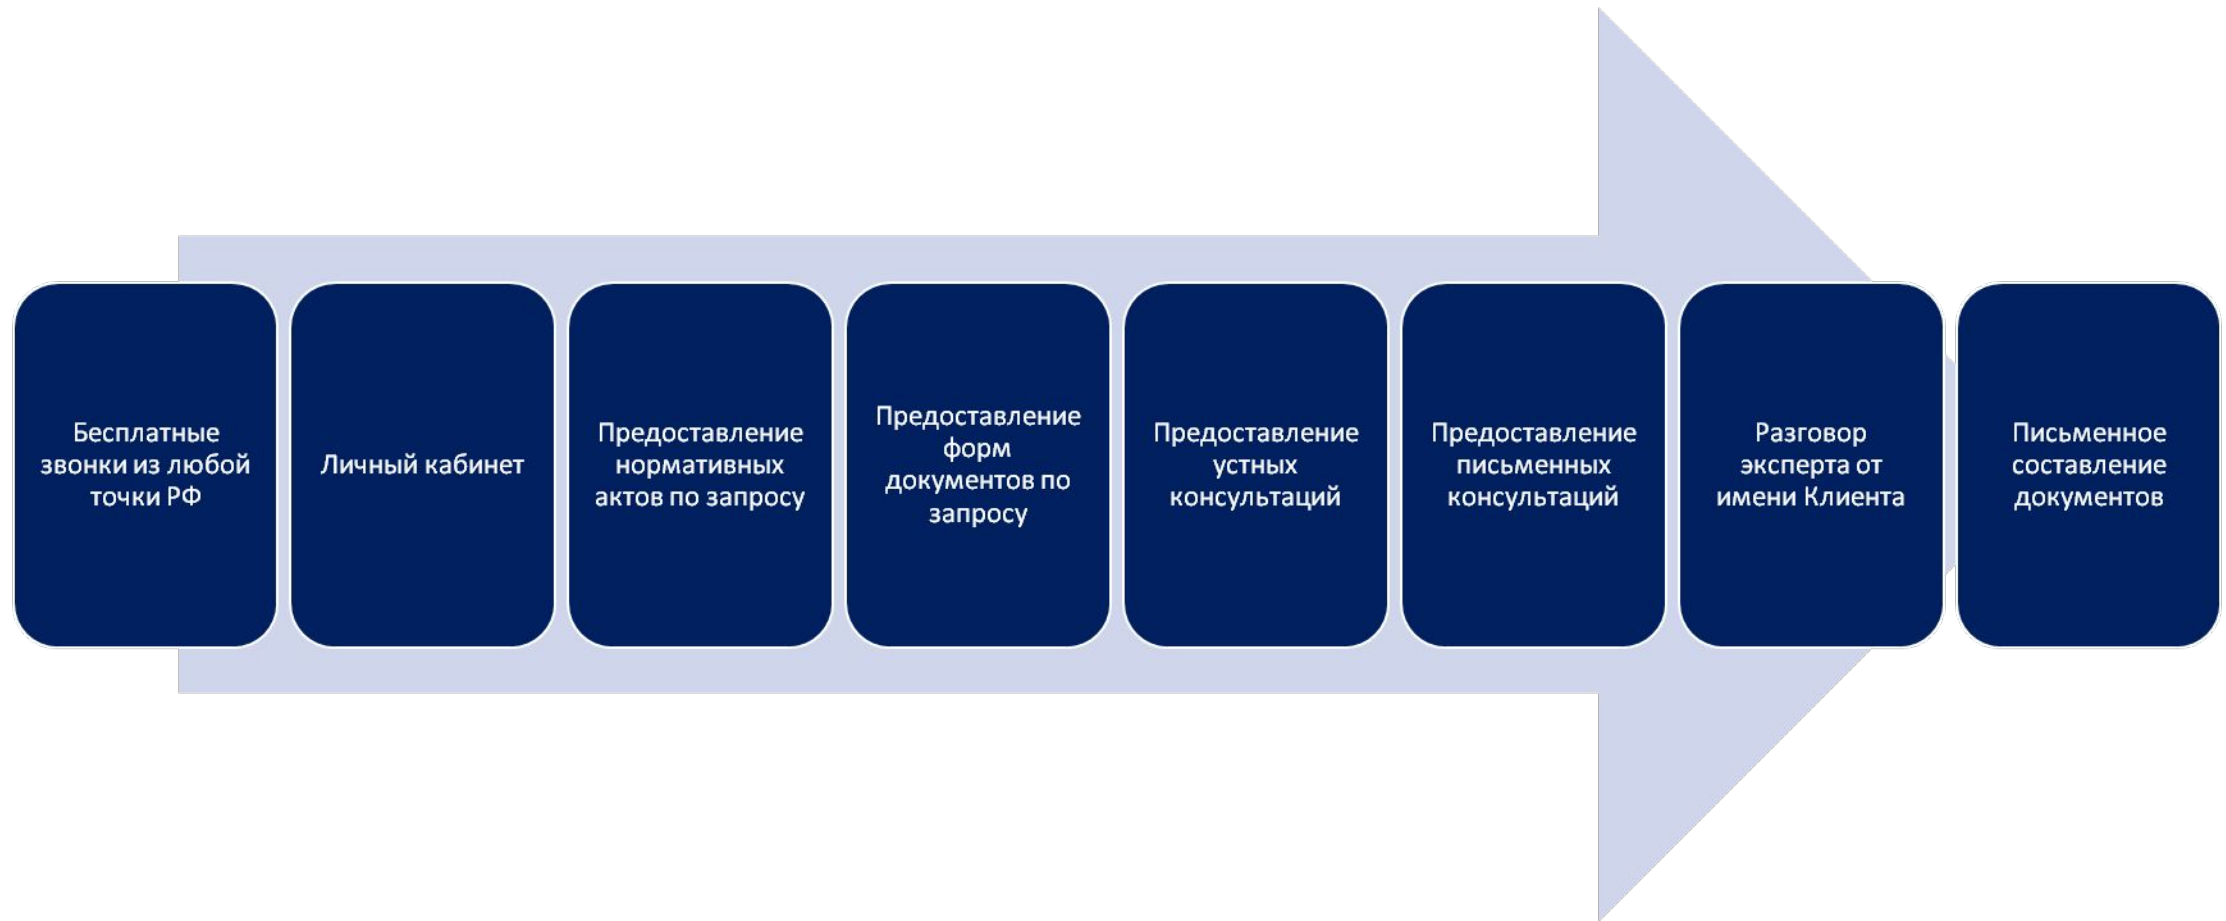 Бесплатные
звонки из любой
точки РФ
Личный кабинет
Предоставление
нормативных
актов по запросу
Предоставление
форм
документов по
запросу
Предоставление
устных
консультаций
Предоставление
письменных
консультаций
Разговор
эксперта от
имени Клиента
Письменное
составление
документов